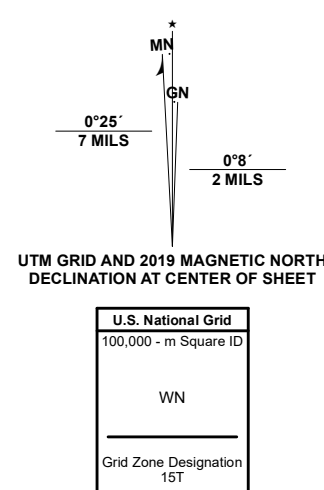 MN
GN
0°25´
7 MILS
0°8´
2 MILS
UTM GRID AND 2019 MAGNETIC NORTH
DECLINATION AT CENTER OF SHEET
U.S. National Grid
100,000 - m Square ID
WN
Grid Zone Designation
15T